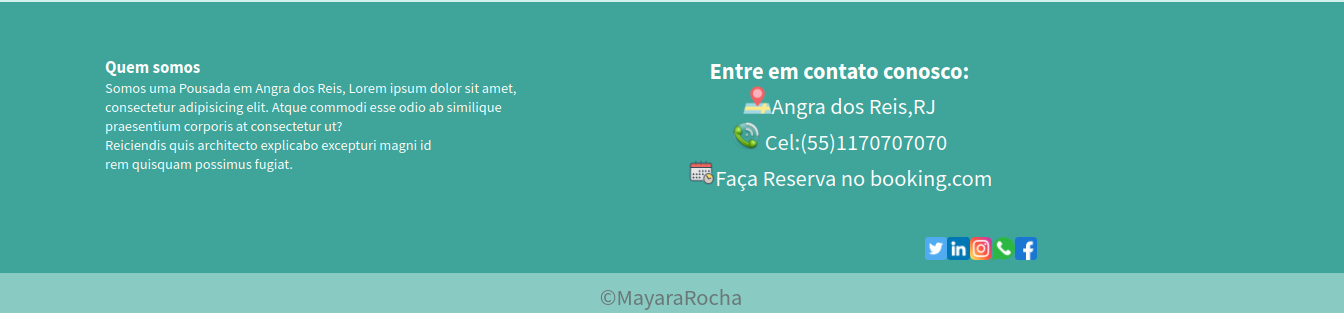 Quem somos
Somos uma Pousada em Angra dos Reis, Lorem ipsum dolor sit amet,
consectetur adipisicing elit. Atque commodi esse odio ab similique
praesentium corporis at consectetur ut?
Reiciendis quis architecto explicabo excepturi magni id
rem quisquam possimus fugiat.
Entre em contato conosco:
Angra dos Reis,RJ
Cel:(55)1170707070
Faça Reserva no booking.com
in
©MayaraRocha